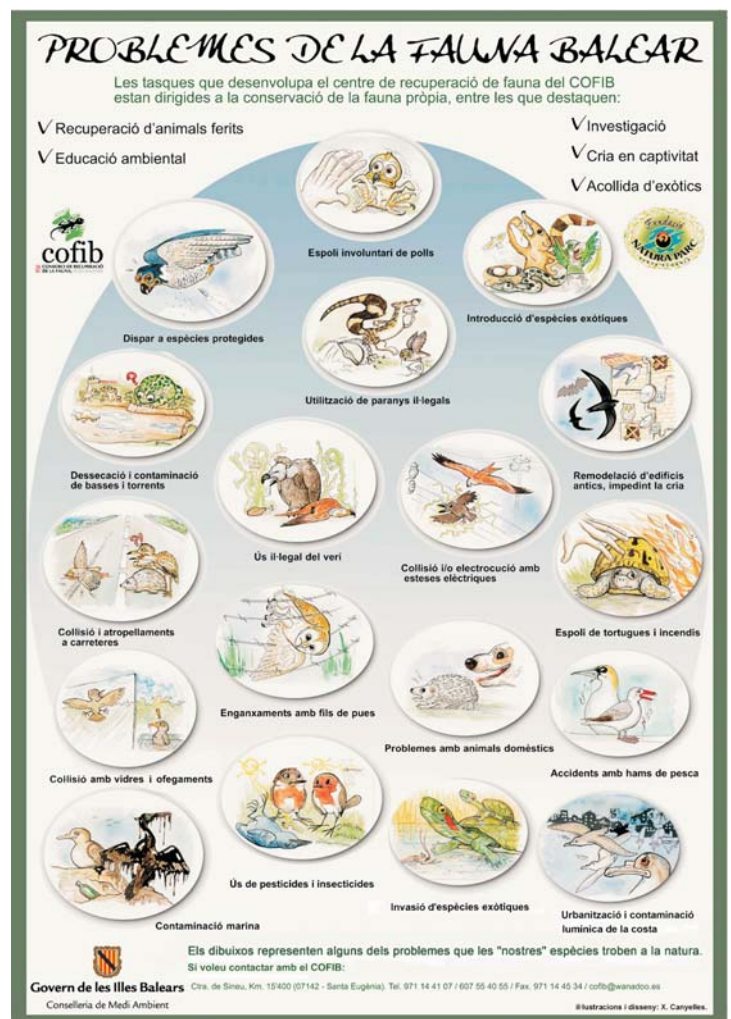 PROBLEMES DE LA FAUNA BALEAR
Les tasques que desenvolupa el centre de recuperació de fauna del COFIB
estan dirigides a la conservació de la fauna pròpia, entre les que destaquen:
√ Recuperació d'animals ferits
√ Educació ambiental
√ Investigació
√ Cria en captivitat
√ Acollida d'exòtics
cofib
CONSORCI DE RECUPERACIÓ
DE LA FAUNA
Fundació
NATURA PARC
Espoli involuntari de polls
Dispar a espècies protegides
Introducció d'espècies exòtiques
Utilització de paranys il·legals
Dessecació i contaminació
de basses i torrents
Remodelació d'edificis
antics, impedint la cria
Ús il·legal del verí
Collisió i/o electrocució amb
esteses elèctriques
Collisió i atropellaments
a carreteres
Espoli de tortugues i incendis
Enganxaments amb fils de pues
Problemes amb animals domèstics
Collisió amb vidres i ofegaments
Accidents amb hams de pesca
Ús de pesticides i insecticides
Invasió d'espècies exòtiques
Contaminació marina
Urbanització i contaminació
lumínica de la costa
Els dibuixos representen alguns dels problemes que les "nostres" espècies troben a la natura.
Si voleu contactar amb el COFIB:
Ctra. de Sineu, Km. 15'400 (07142 - Santa Eugènia). Tel. 971 14 41 07 / 607 55 40 55 / Fax. 971 14 45 34 / cofib@wanadoo.es
Govern de les Illes Balears
Conselleria de Medi Ambient
Il·lustracions i disseny: X. Canyelles.